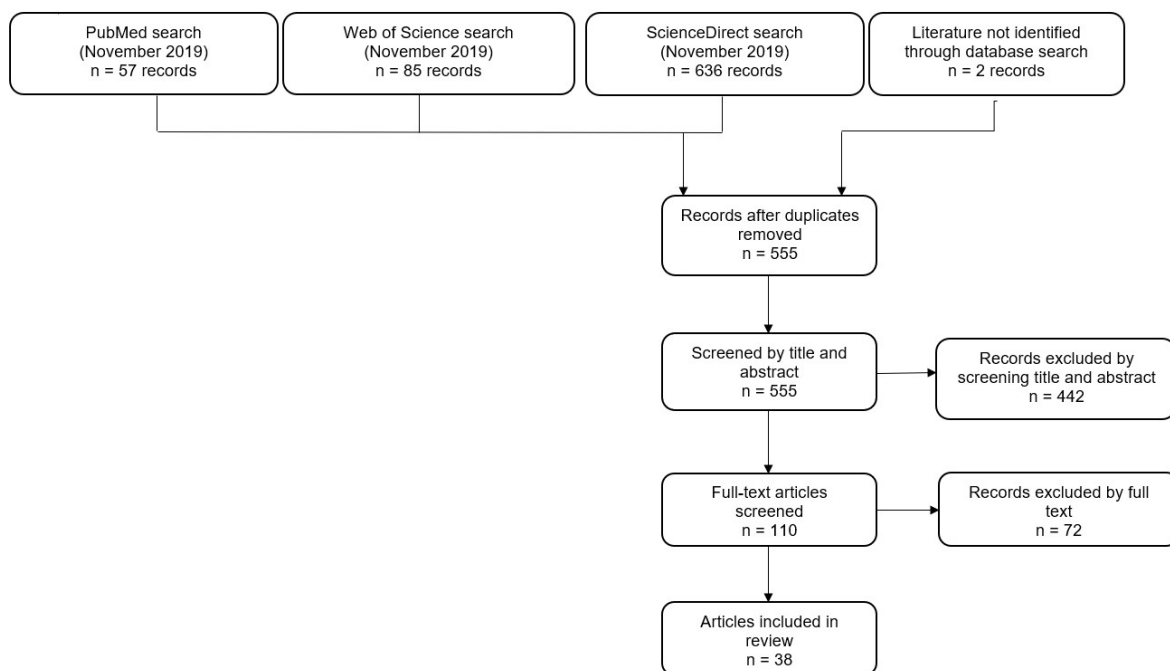 PubMed search
(November 2019)
n = 57 records
Web of Science search
(November 2019)
n = 85 records
ScienceDirect search
(November 2019)
n = 636 records
Literature not identified
through database search
n = 2 records
Records after duplicates
removed
n = 555
Screened by title and
abstract
n = 555
Records excluded by
screening title and abstract
n = 442
Full-text articles
screened
n = 110
Records excluded by full
text
n = 72
Articles included in
review
n = 38